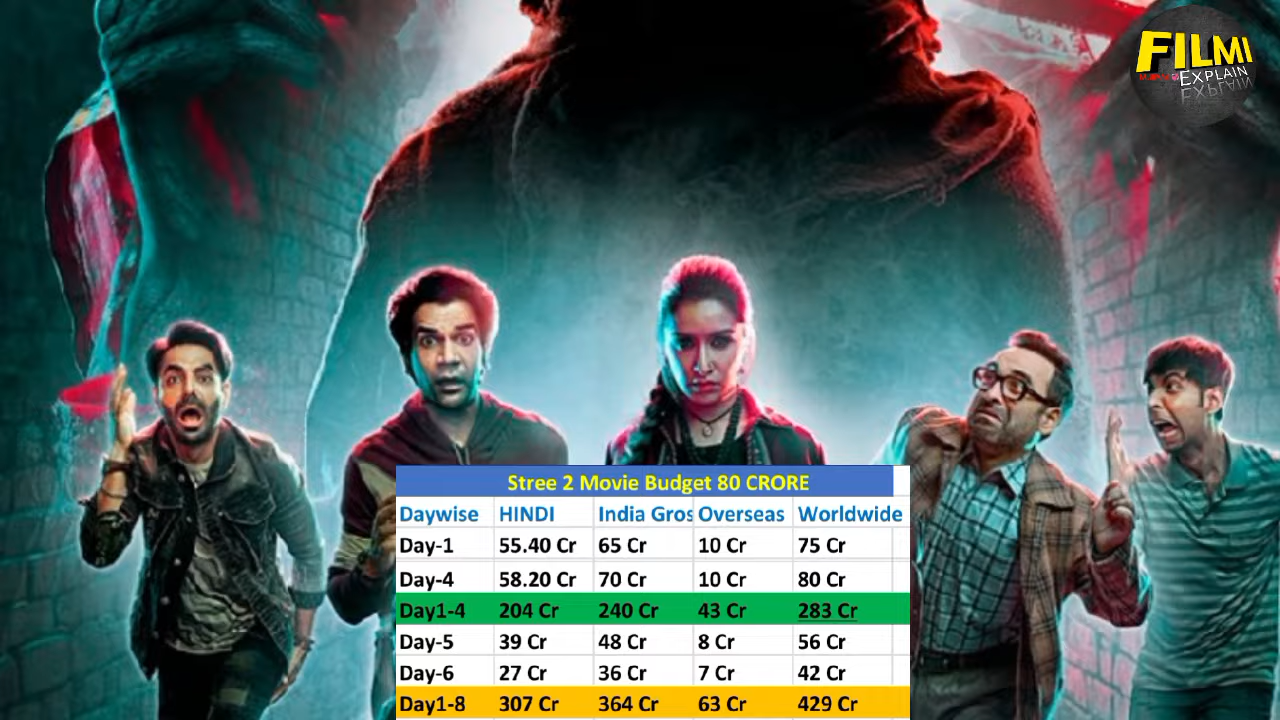 FILMI
EXPLAIN
Stree 2 Movie Budget 80 CRORE
Daywise HINDI India Gros Overseas Worldwide
Day-1 55.40 Cr 65 Cr 10 Cr 75 Cr
Day-4 58.20 Cr 70 Cr 10 Cr 80 Cr
Day1-4 204 Cr 240 Cr 43 Cr 283 Cr
Day-5 39 Cr 48 Cr 8 Cr 56 Cr
Day-6 27 Cr 36 Cr 7 Cr 42 Cr
Day1-8 307 Cr 364 Cr 63 Cr 429 Cr